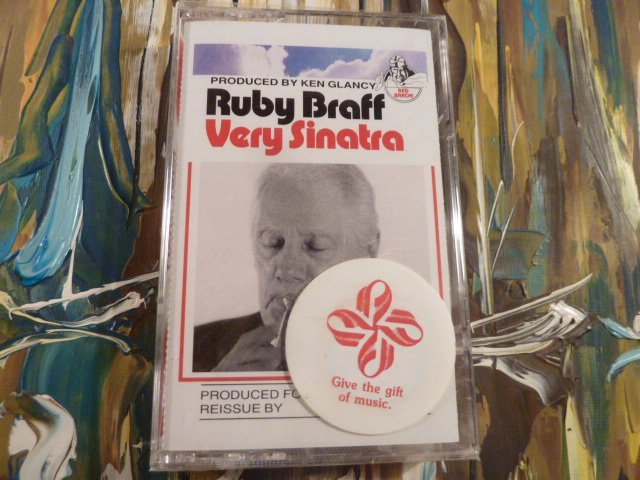 PRODUCED BY KEN GLANCY
RED BARON
Ruby Braff
Very Sinatra
PRODUCED FO
REISSUE BY
Give the gift
of music.